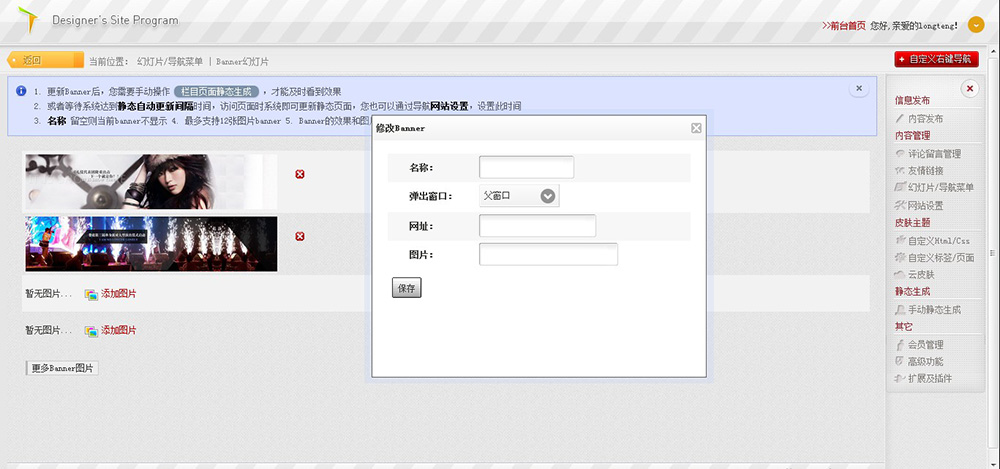 Designer's Site Program
>>前台首页 您好,亲爱的longteng!
返回
当前位置： 幻灯片/导航菜单 | Banner幻灯片
+ 自定义右键导航
1. 更新Banner后，您需要手动操作 栏目页面静态生成 ，才能及时看到效果
2. 或者等待系统达到静态自动更新间隔时间，访问页面时系统即可更新静态页面，您也可以通过导航网站设置，设置此时间
3. 名称 留空则当前banner不显示 4. 最多支持12张图片banner 5. Banner的效果和图
修改Banner
名称：
弹出窗口： 父窗口
网址：
图片：
保存
暂无图片... 添加图片
暂无图片... 添加图片
更多Banner图片
信息发布
内容发布
内容管理
评论留言管理
友情链接
幻灯片/导航菜单
网站设置
皮肤主题
自定义Html/Css
自定义标签/页面
云皮肤
静态生成
手动静态生成
其它
会员管理
高级功能
扩展及插件